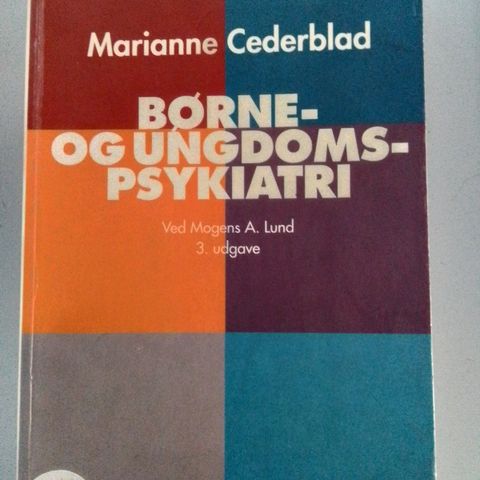 Marianne Cederblad
BØRNE-
OG UNGDOMS-
PSYKIATRI
Ved Mogens A. Lund
3. udgave